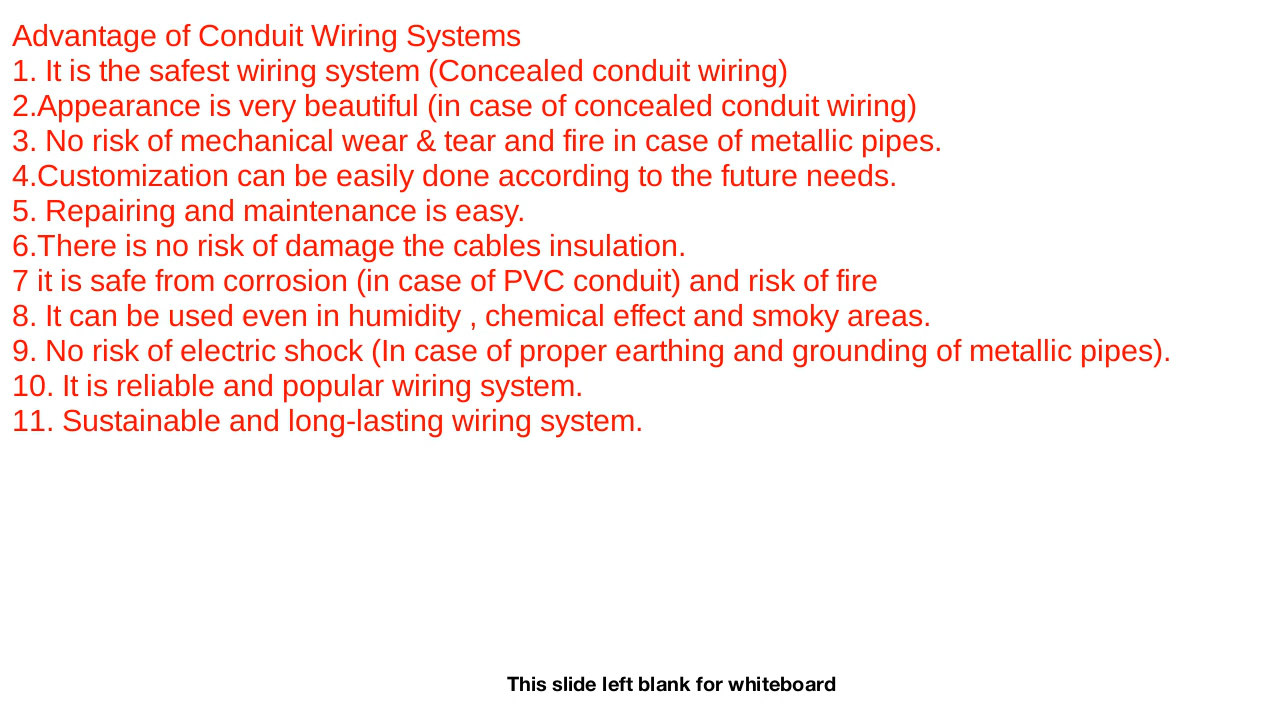 Advantage of Conduit Wiring Systems
1. It is the safest wiring system (Concealed conduit wiring)
2.Appearance is very beautiful (in case of concealed conduit wiring)
3. No risk of mechanical wear & tear and fire in case of metallic pipes.
4.Customization can be easily done according to the future needs.
5. Repairing and maintenance is easy.
6.There is no risk of damage the cables insulation.
7 it is safe from corrosion (in case of PVC conduit) and risk of fire
8. It can be used even in humidity , chemical effect and smoky areas.
9. No risk of electric shock (In case of proper earthing and grounding of metallic pipes).
10. It is reliable and popular wiring system.
11. Sustainable and long-lasting wiring system.
This slide left blank for whiteboard